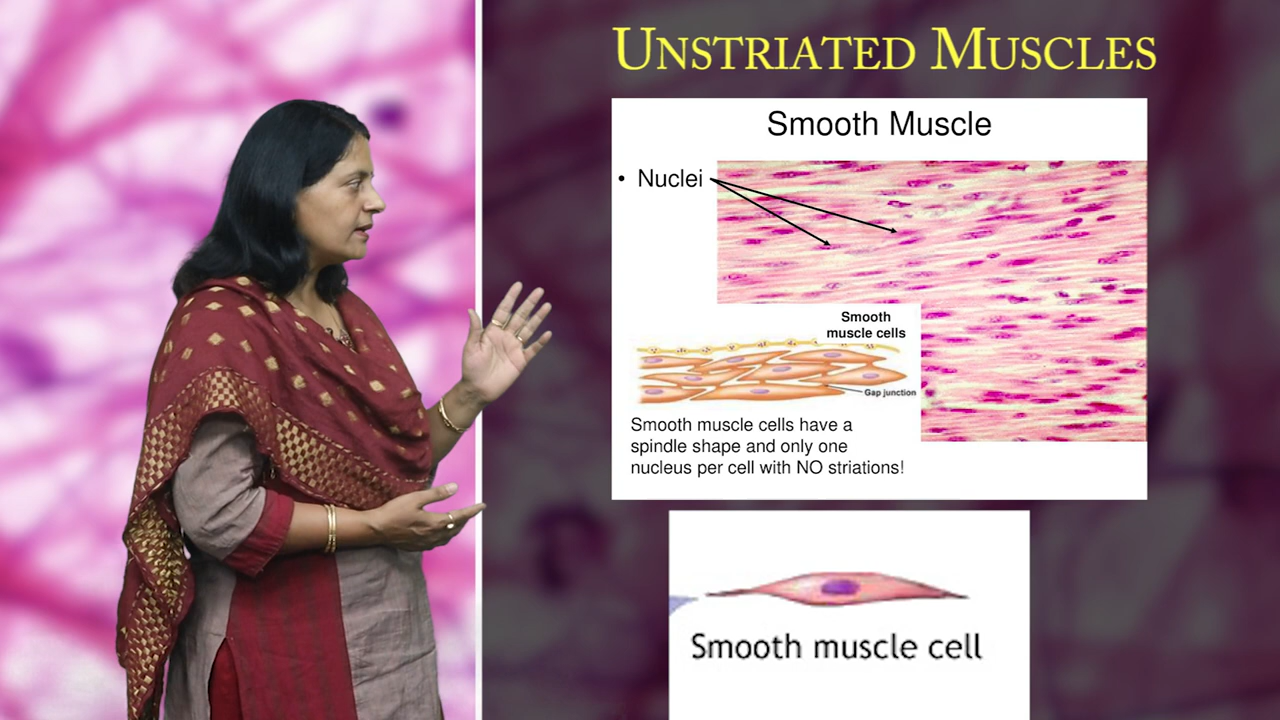 UNSTRIATED MUSCLES
Smooth Muscle
• Nuclei
Smooth
muscle cells
Gap junction
Smooth muscle cells have a
spindle shape and only one
nucleus per cell with NO striations!
Smooth muscle cell